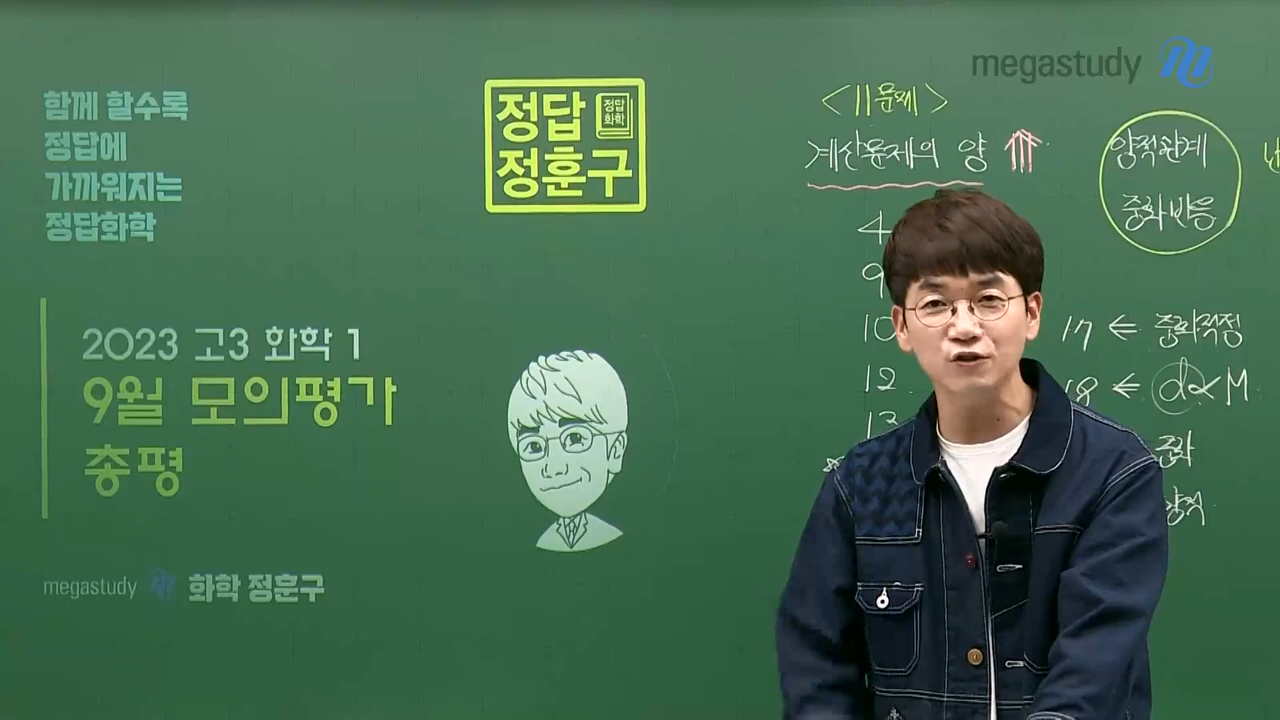 megastudy
함께 할수록
정답에
가까워지는
정답화학
정답
정훈구
정답
화학
2023 고3 화학 1
9월 모의평가
총평
megastudy 화학 정훈구
<11문제>
계산문제의 양
4
9
10
12
13
양적관계
중화반응
17 ← 중화적정
18 ← d∝M
중화
양적